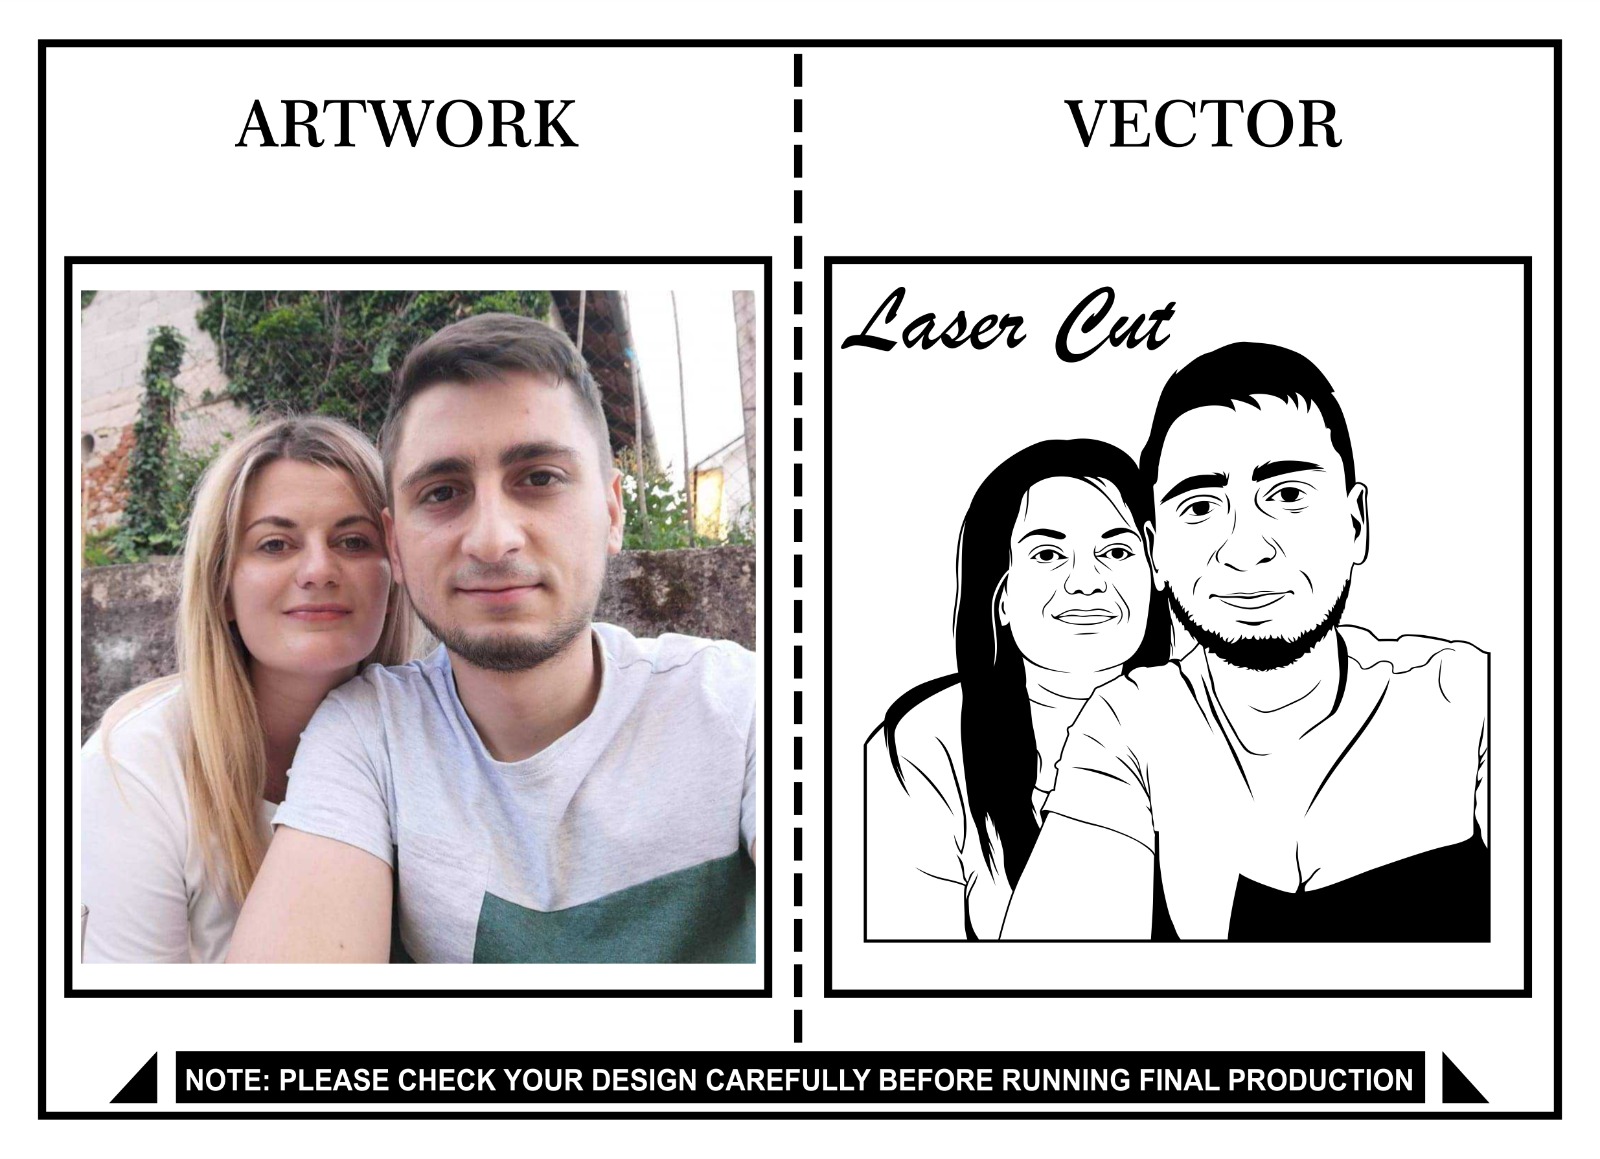 ARTWORK
VECTOR
Laser Cut
NOTE: PLEASE CHECK YOUR DESIGN CAREFULLY BEFORE RUNNING FINAL PRODUCTION